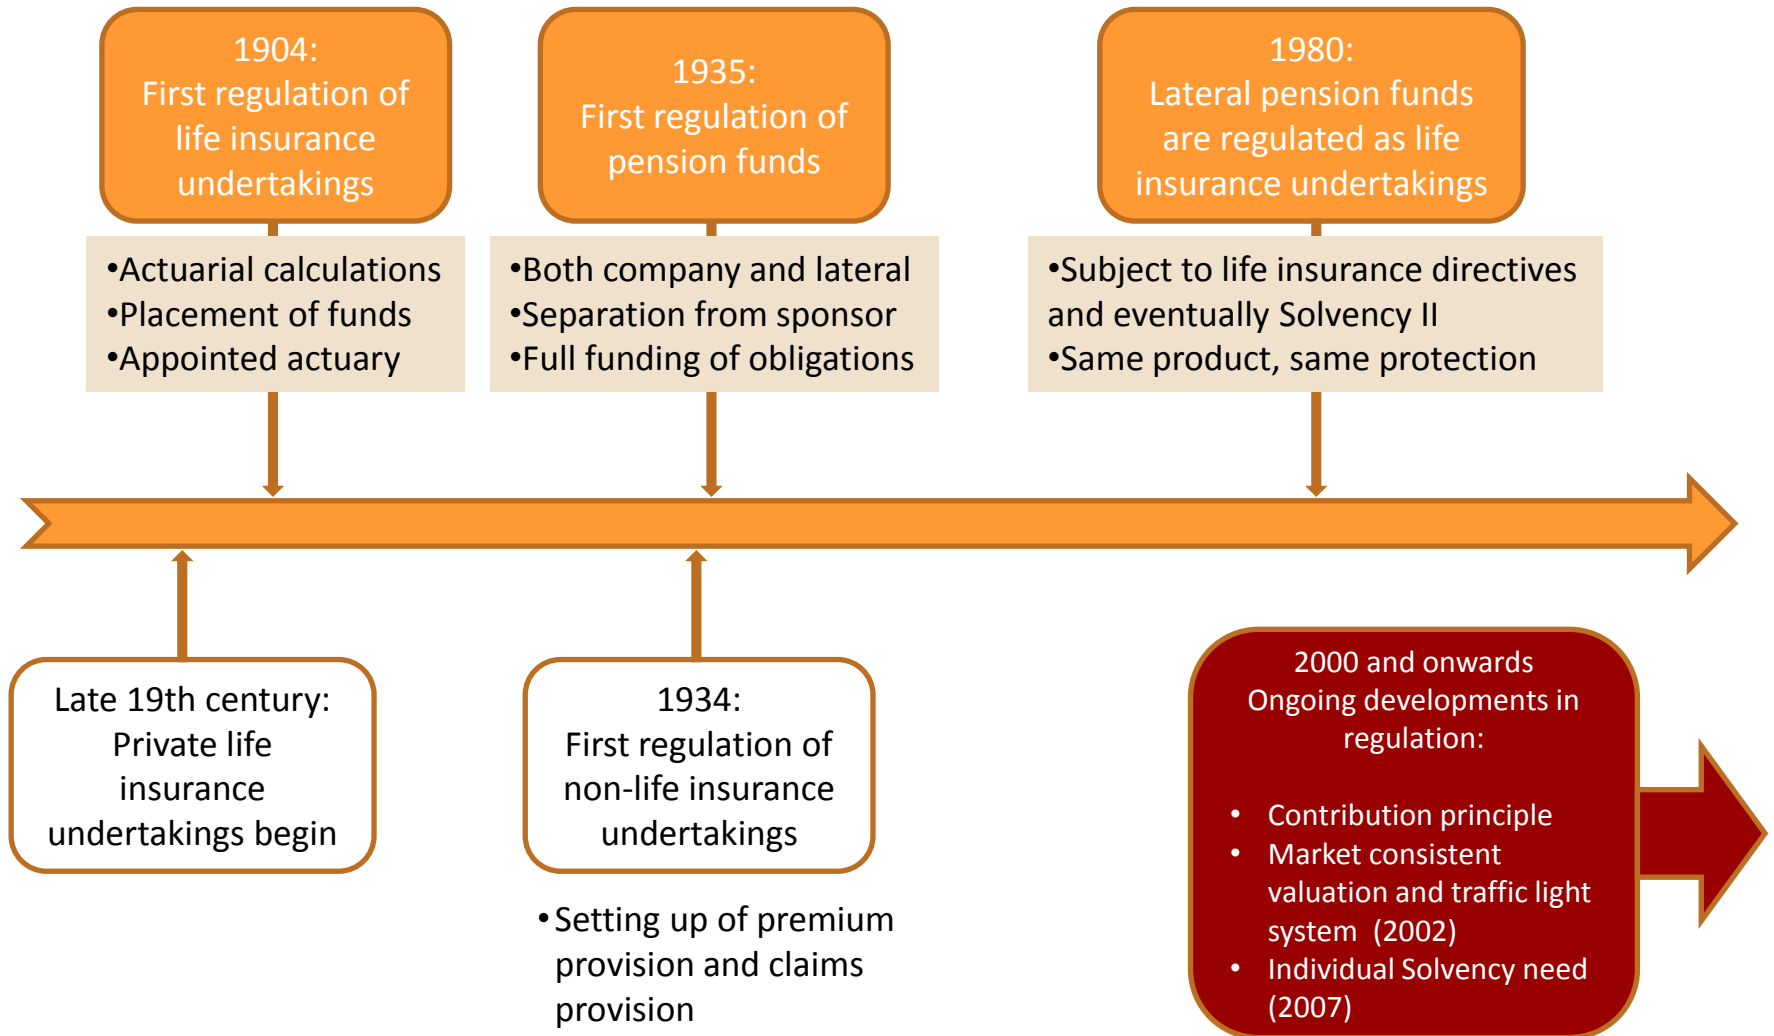 1904:
First regulation of
life insurance
undertakings
•Actuarial calculations
•Placement of funds
•Appointed actuary
1935:
First regulation of
pension funds
•Both company and lateral
•Separation from sponsor
•Full funding of obligations
1980:
Lateral pension funds
are regulated as life
insurance undertakings
•Subject to life insurance directives
and eventually Solvency II
•Same product, same protection
Late 19th century:
Private life
insurance
undertakings begin
1934:
First regulation of
non-life insurance
undertakings
•Setting up of premium
provision and claims
provision
2000 and onwards
Ongoing developments in
regulation:
• Contribution principle
• Market consistent
valuation and traffic light
system (2002)
• Individual Solvency need
(2007)